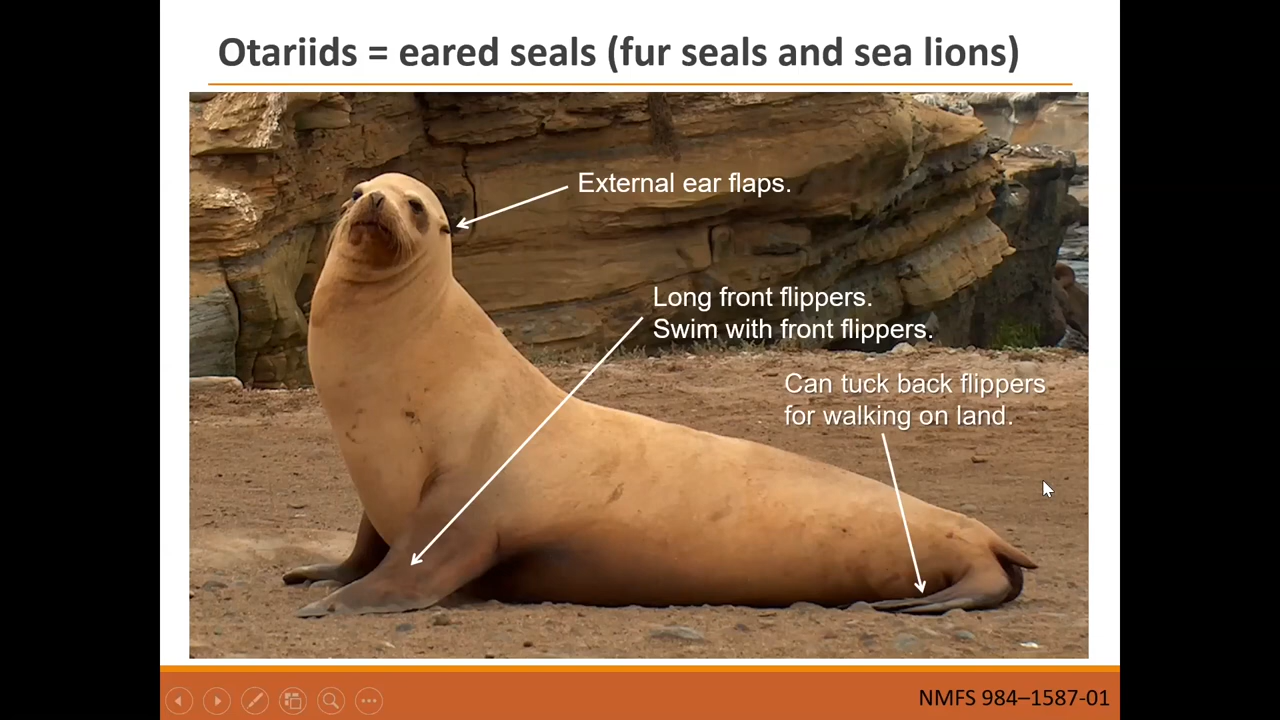 Otariids = eared seals (fur seals and sea lions)
External ear flaps.
Long front flippers.
Swim with front flippers.
Can tuck back flippers
for walking on land.
NMFS 984–1587-01